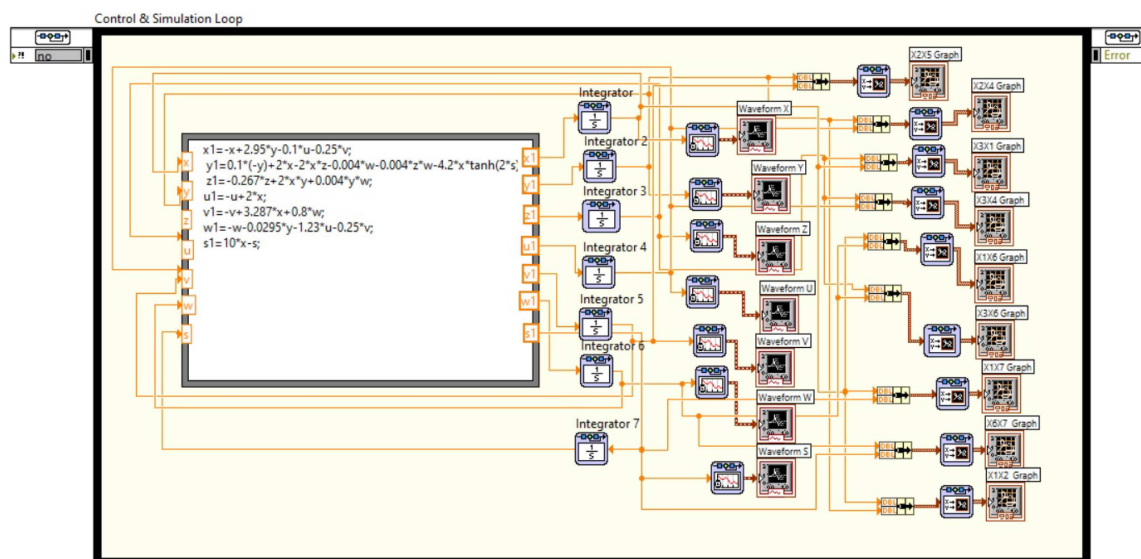 Control & Simulation Loop
no
Error
x1=-x+2.95*y-0.1*u-0.25*v;
y1=0.1*(-y)+2*x-2*x*z-0.004*w-0.004*z*w-4.2*x*tanh(2*s)
z1=-0.267*z+2*x*y+0.004*y*w;
u1=-u+2*x;
v1=-v+3.287*x+0.8*w;
w1=-w-0.0295*y-1.23*u-0.25*v;
s1=10*x-s;
x
y
z
u
v
w
s
x1
y1
z1
u1
v1
w1
s1
Integrator
Integrator 2
Integrator 3
Integrator 4
Integrator 5
Integrator 6
Integrator 7
Waveform X
Waveform Y
Waveform Z
Waveform U
Waveform V
Waveform W
Waveform S
X2X5 Graph
X2X4 Graph
X3X1 Graph
X3X4 Graph
X1X6 Graph
X3X6 Graph
X1X7 Graph
X6X7 Graph
X1X2 Graph